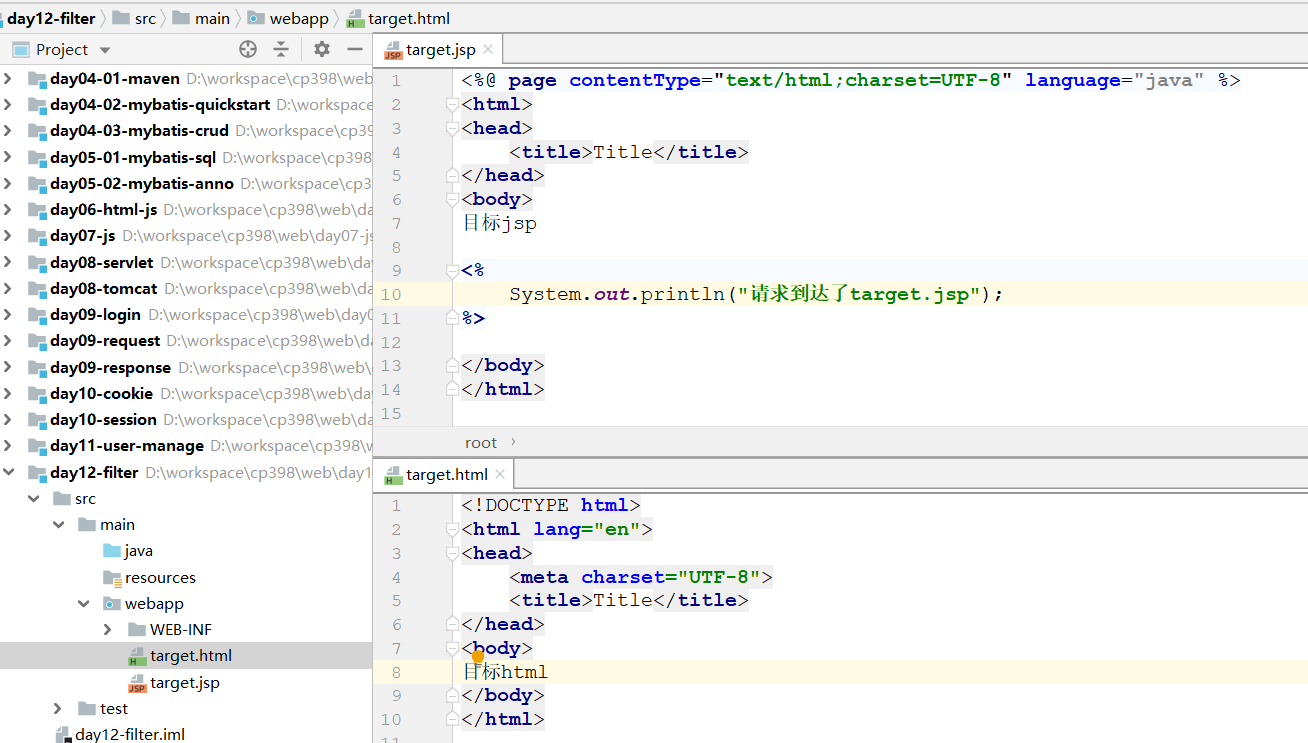 day12-filter src main webapp target.html
Project
day04-01-maven D:\workspace\cp398\web
day04-02-mybatis-quickstart D:\workspace
day04-03-mybatis-crud D:\workspace\cp39
day05-01-mybatis-sql D:\workspace\cp398
day05-02-mybatis-anno D:\workspace\cp3
day06-html-js D:\workspace\cp398\web\da
day07-js D:\workspace\cp398\web\day07-js
day08-servlet D:\workspace\cp398\web\da
day08-tomcat D:\workspace\cp398\web\da
day09-login D:\workspace\cp398\web\day0
day09-request D:\workspace\cp398\web\da
day09-response D:\workspace\cp398\web\
day10-cookie D:\workspace\cp398\web\day
day10-session D:\workspace\cp398\web\da
day11-user-manage D:\workspace\cp398\w
day12-filter D:\workspace\cp398\web\day1
src
main
java
resources
webapp
WEB-INF
target.html
target.jsp
test
day12-filter.iml
target.jsp
1 <%@ page contentType="text/html;charset=UTF-8" language="java" %>
2 <html>
3 <head>
4 <title>Title</title>
5 </head>
6 <body>
7 目标jsp
8
9 <%
10 System.out.println("请求到达了target.jsp");
11 %>
12
13 </body>
14 </html>
15
root
target.html
1 <!DOCTYPE html>
2 <html lang="en">
3 <head>
4 <meta charset="UTF-8">
5 <title>Title</title>
6 </head>
7 <body>
8 目标html
9 </body>
10 </html>
11